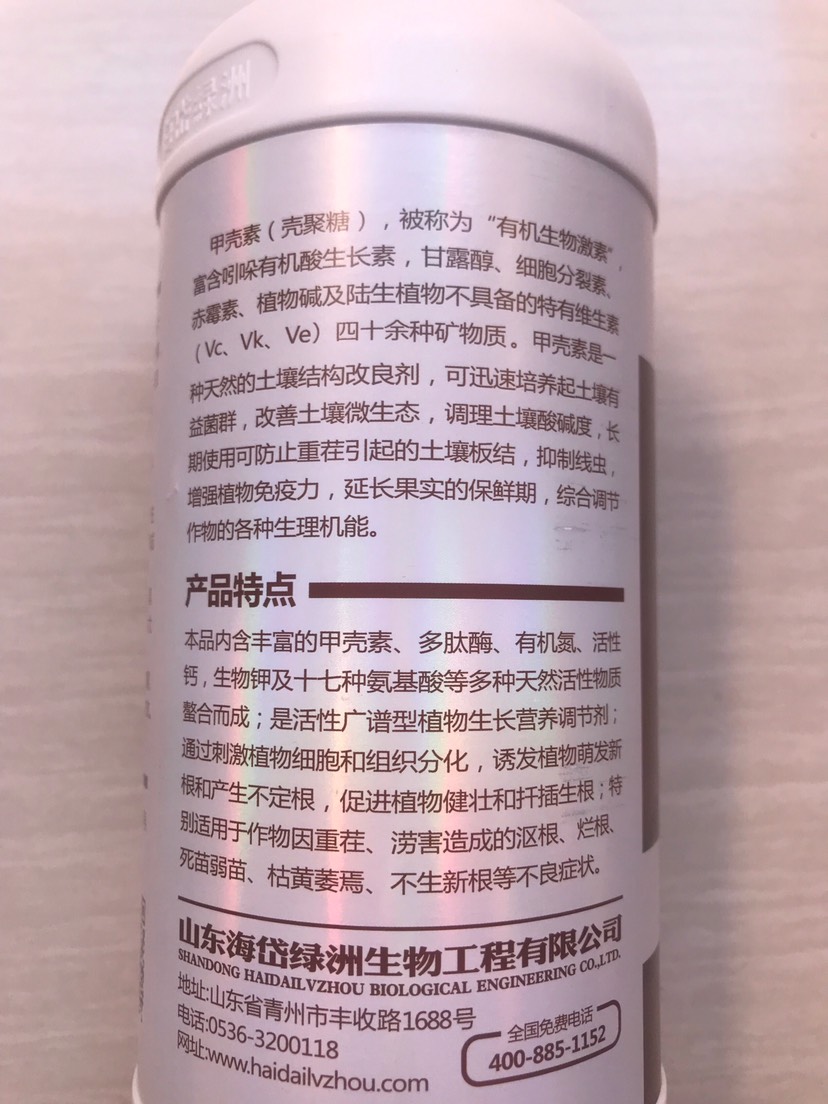 绿洲
甲壳素（壳聚糖），被称为“有机生物激素”，
富含吲哚有机酸生长素，甘露醇、细胞分裂素、
赤霉素、植物碱及陆生植物不具备的特有维生素
（Vc、Vk、Ve）四十余种矿物质。甲壳素是一
种天然的土壤结构改良剂，可迅速培养起土壤有
益菌群，改善土壤微生态，调理土壤酸碱度，长
期使用可防止重茬引起的土壤板结，抑制线虫，
增强植物免疫力，延长果实的保鲜期，综合调节
作物的各种生理机能。
产品特点
本品内含丰富的甲壳素、多肽酶、有机氮、活性
钙，生物钾及十七种氨基酸等多种天然活性物质
螯合而成；是活性广谱型植物生长营养调节剂；
通过刺激植物细胞和组织分化，诱发植物萌发新
根和产生不定根，促进植物健壮和扦插生根；特
别适用于作物因重茬、涝害造成的沤根、烂根、
死苗弱苗、枯黄萎焉、不生新根等不良症状。
山东海岱绿洲生物工程有限公司
SHANDONG HAIDAILVZHOU BIOLOGICAL ENGINEERING CO.,LTD.
地址:山东省青州市丰收路1688号
电话:0536-3200118
网址:www.haidailvzhou.com
全国免费电话
400-885-1152